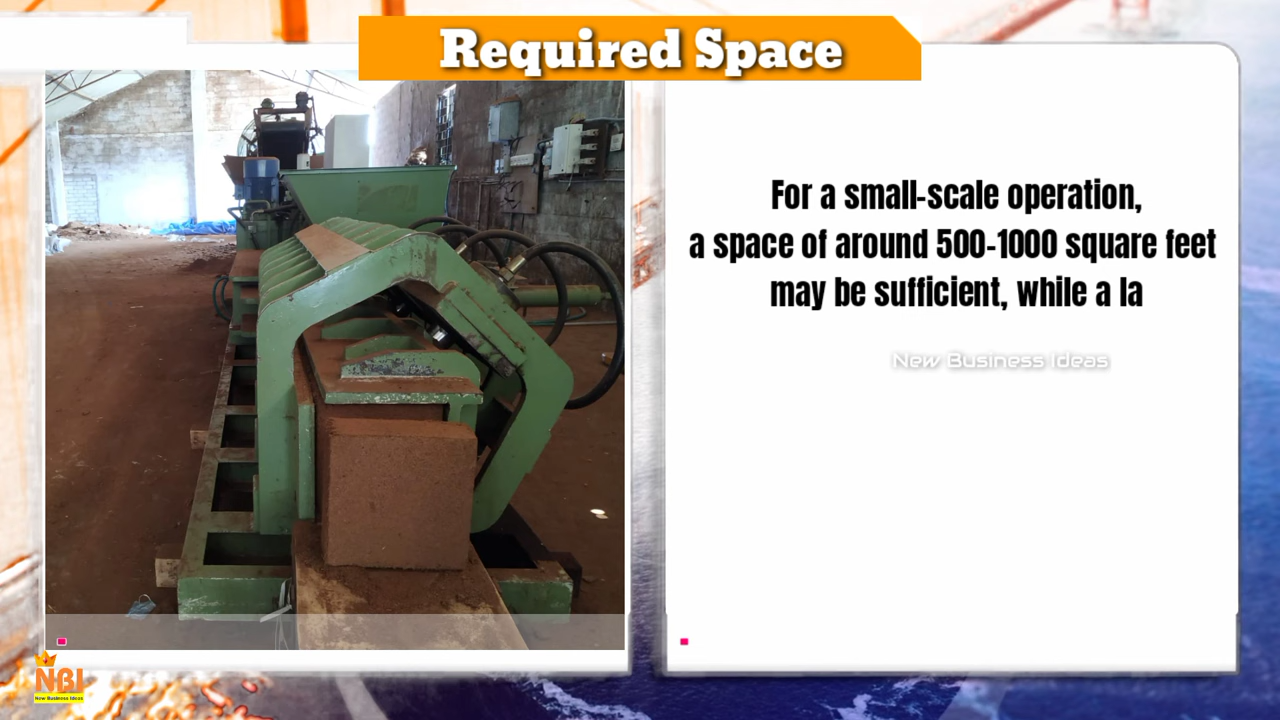 Required Space
For a small-scale operation,
a space of around 500-1000 square feet
may be sufficient, while a la
New Business Ideas
NBI
New Business Ideas